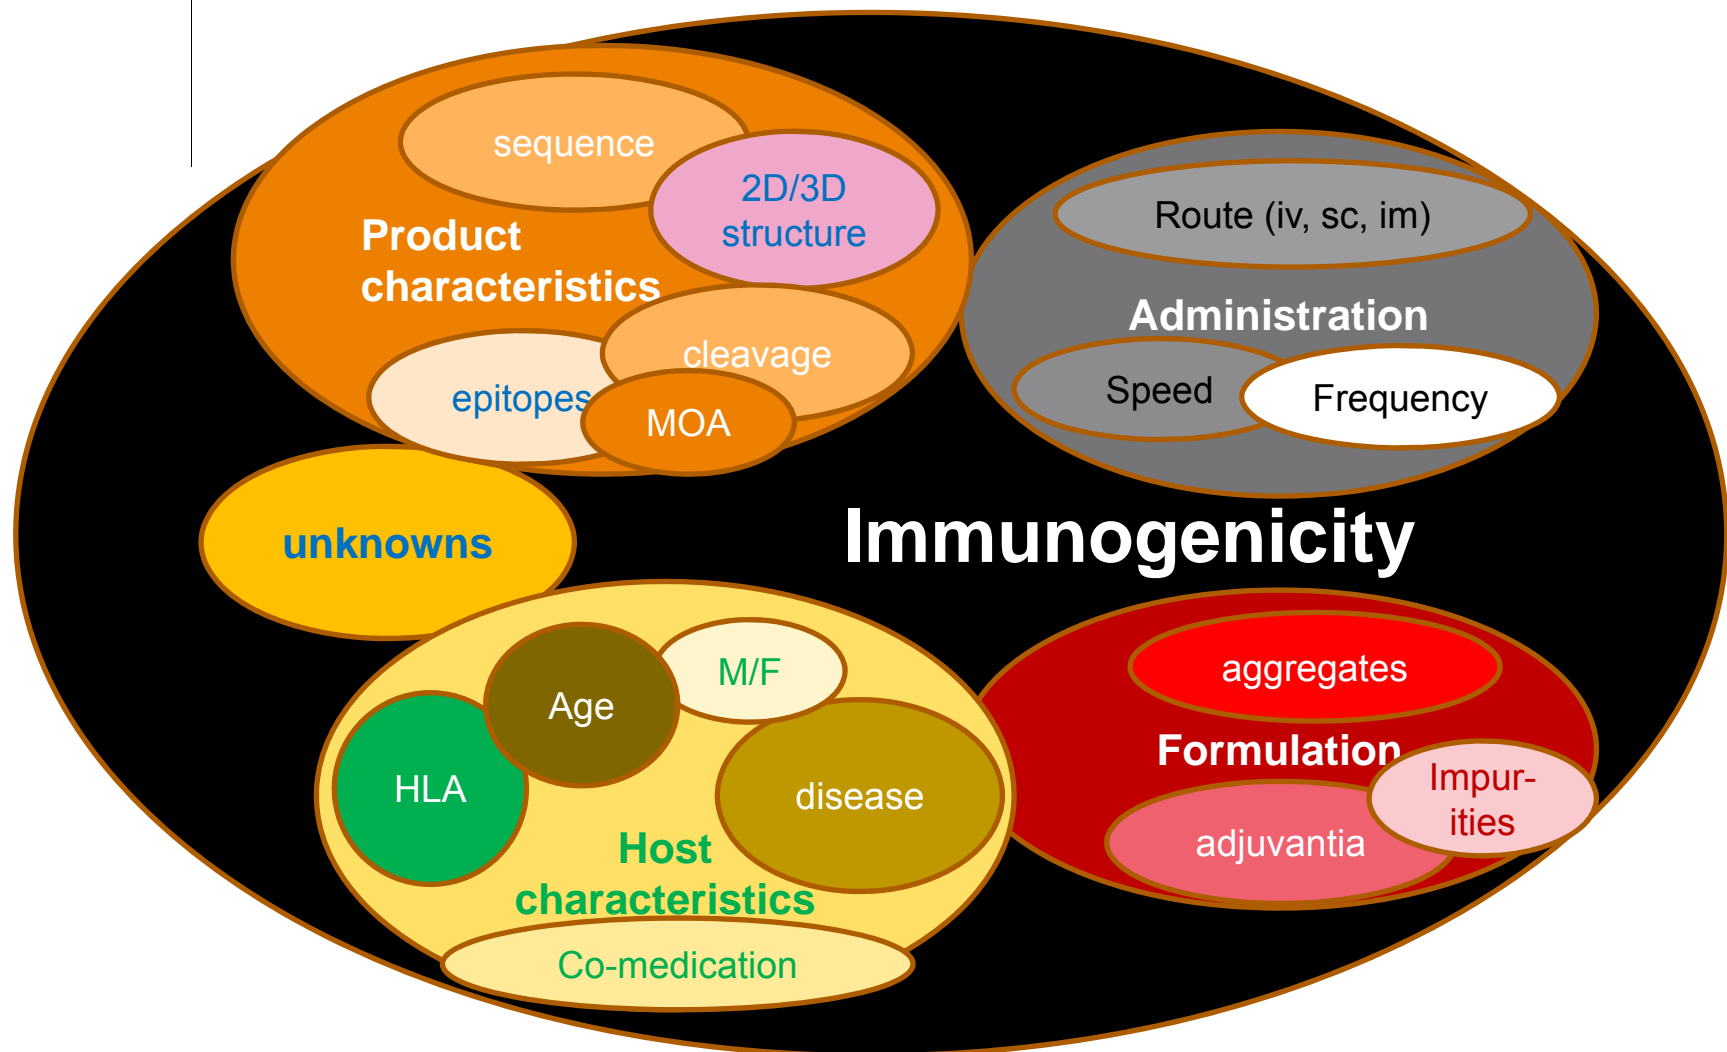 sequence
2D/3D
structure
Product
characteristics
cleavage
epitopes
MOA
Route (iv, sc, im)
Administration
Speed
Frequency
unknowns
Immunogenicity
M/F
Age
HLA
disease
Host
characteristics
Co-medication
aggregates
Formulation
Impur-
ities
adjuvantia